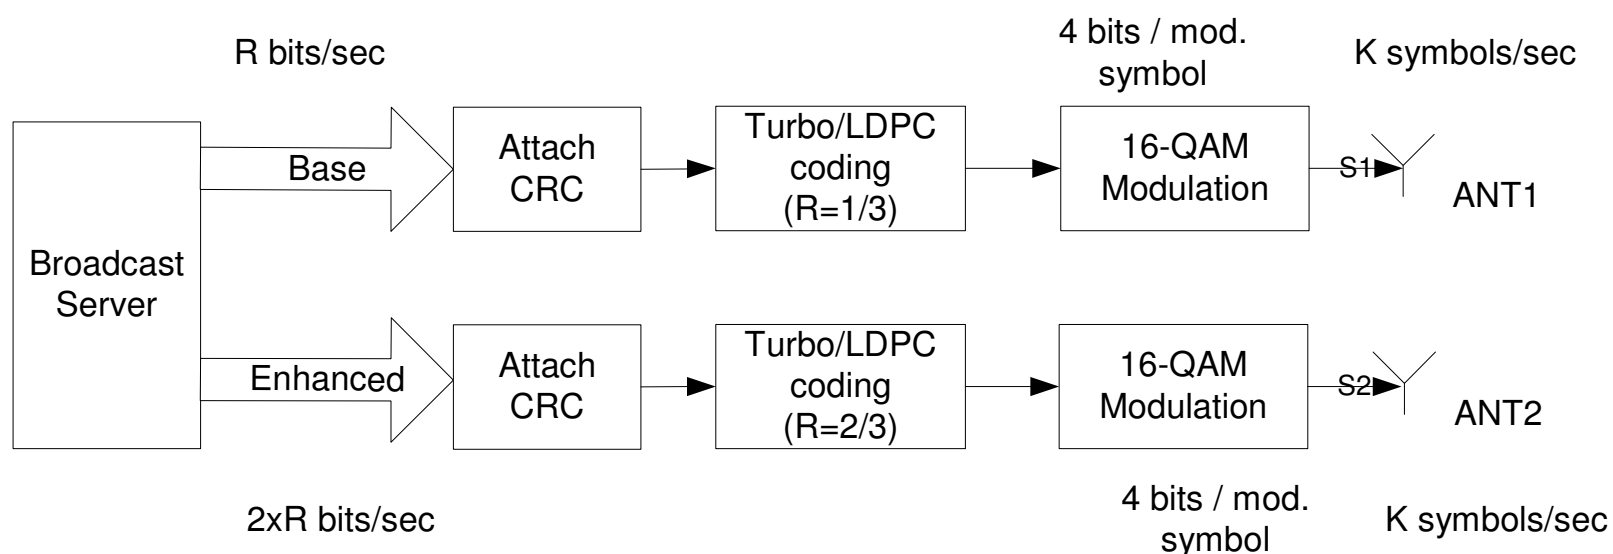 R bits/sec
4 bits / mod.
symbol
K symbols/sec
Broadcast
Server
Base
Attach
CRC
Turbo/LDPC
coding
(R=1/3)
16-QAM
Modulation
S1
ANT1
Enhanced
Attach
CRC
Turbo/LDPC
coding
(R=2/3)
16-QAM
Modulation
S2
ANT2
2xR bits/sec
4 bits / mod.
symbol
K symbols/sec